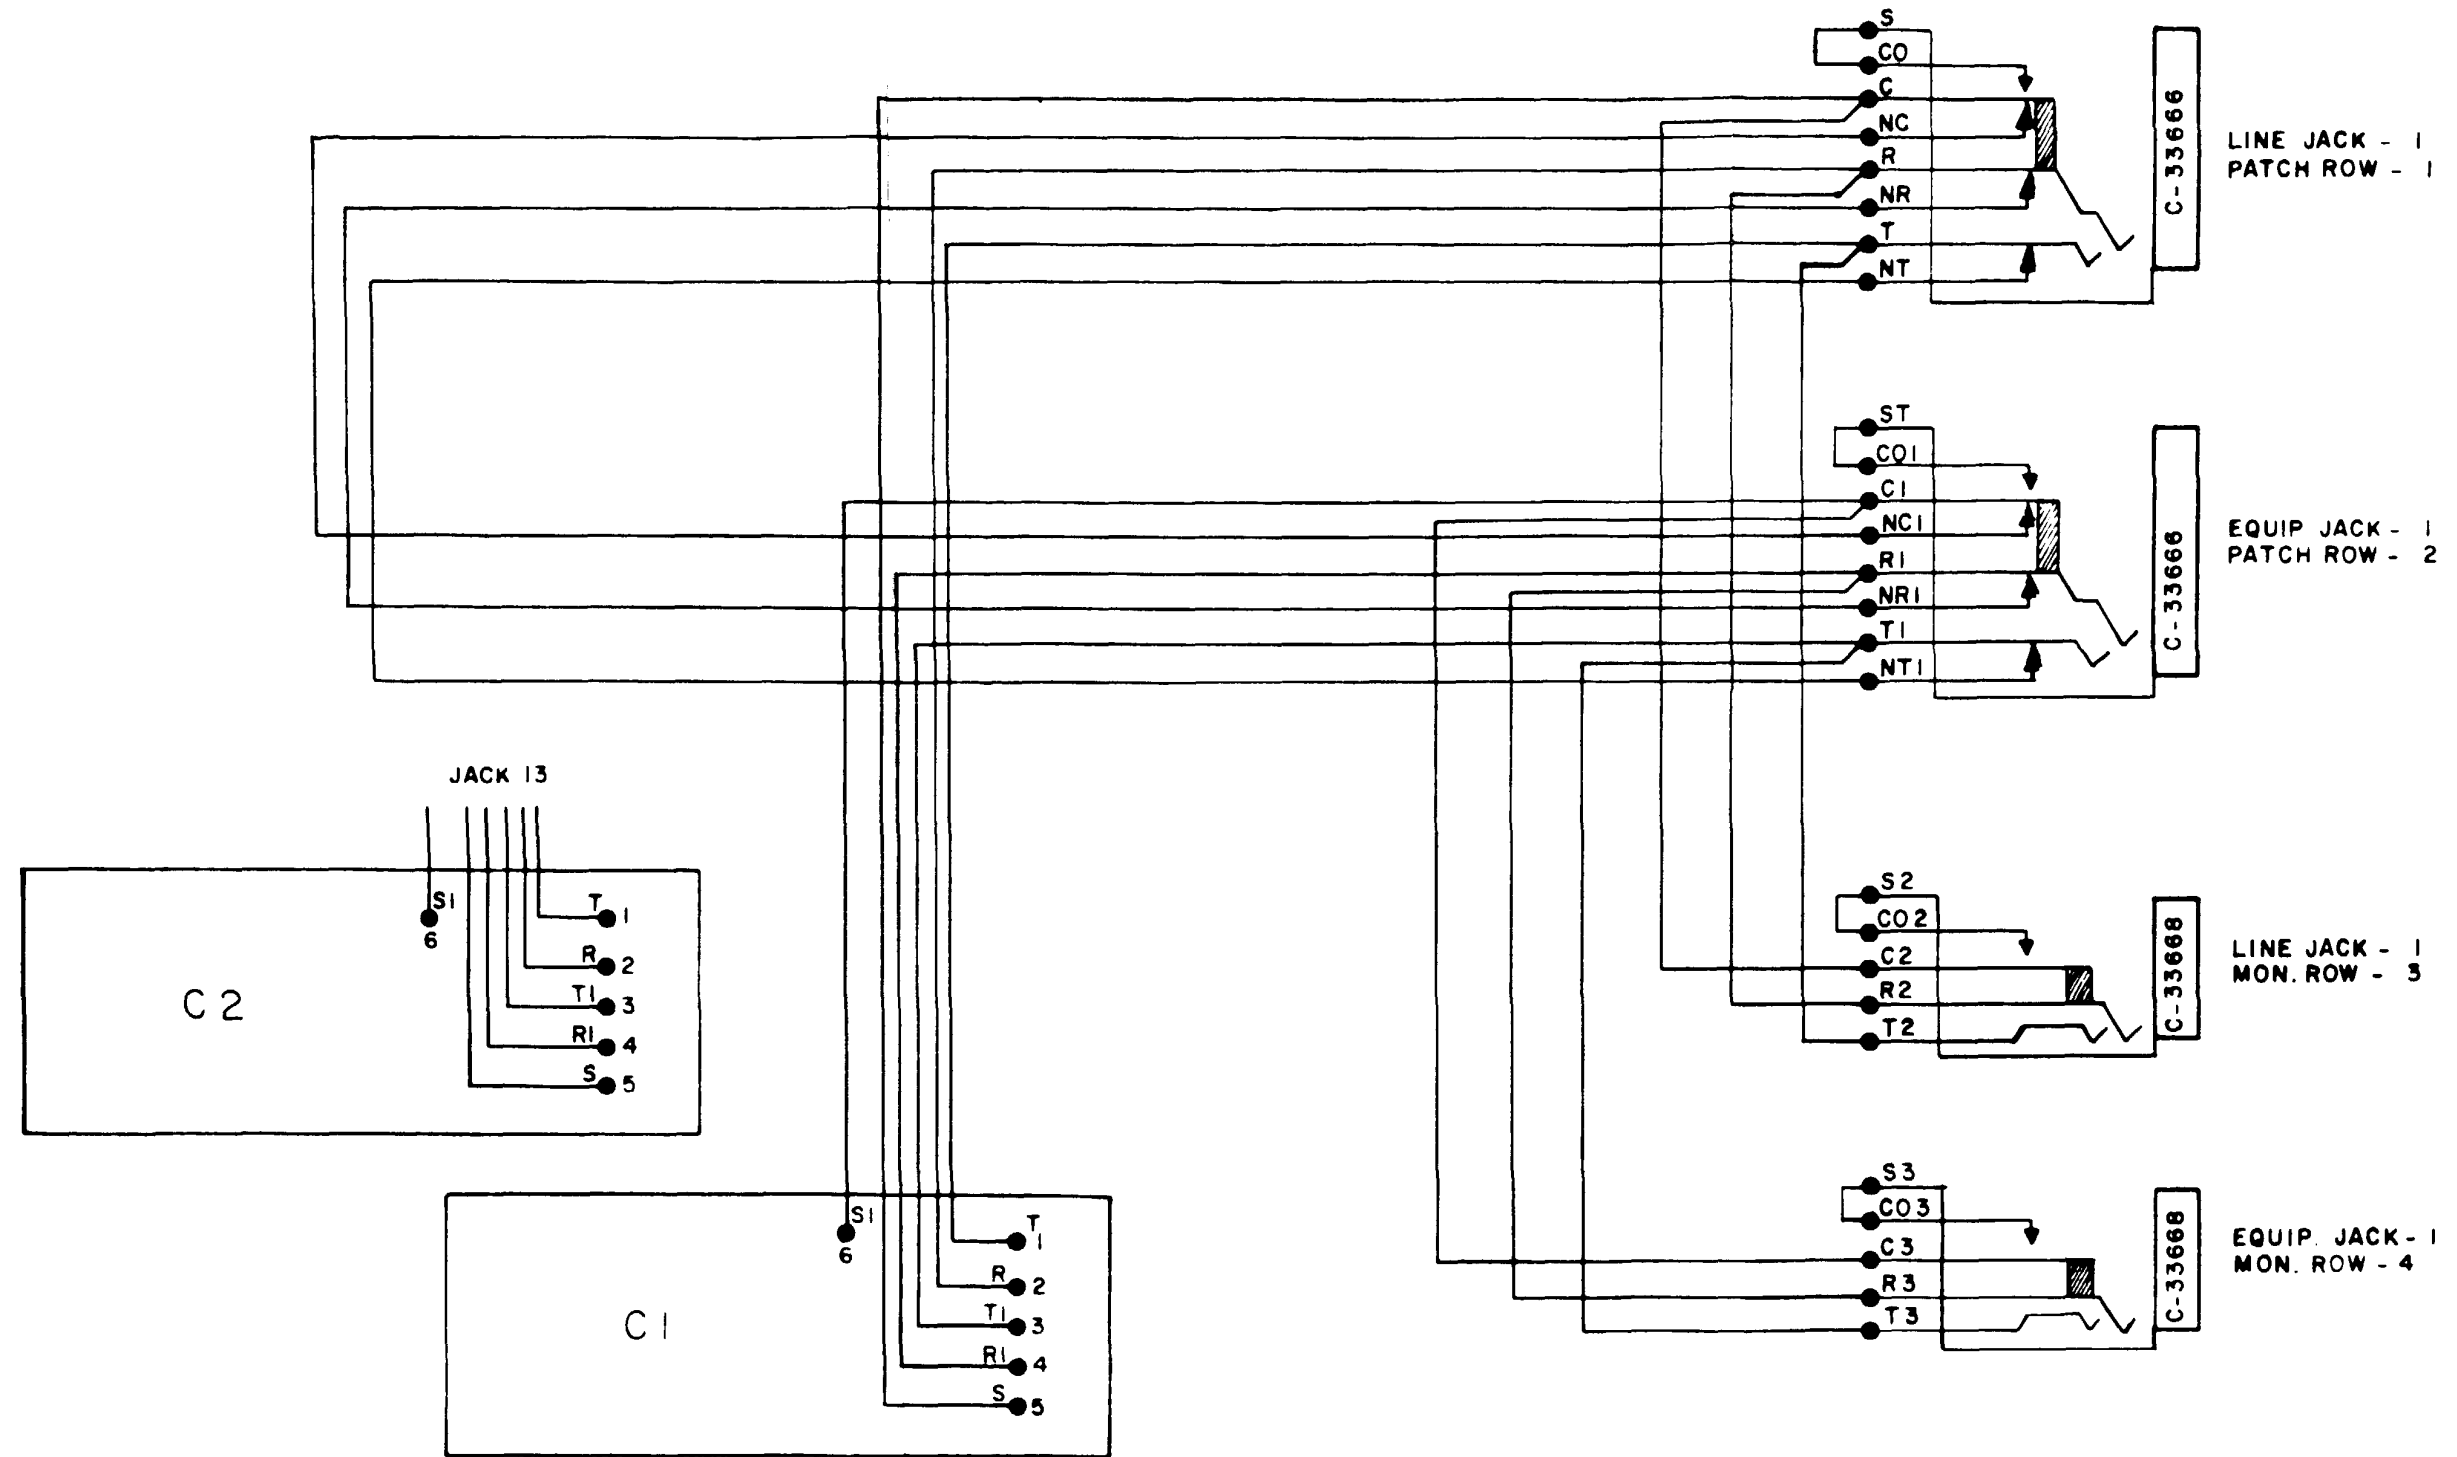 S
CO
C
NC
R
NR
T
NT
C-33666
LINE JACK - 1
PATCH ROW - 1
ST
CO1
C1
NC1
R1
NR1
T1
NT1
C-33666
EQUIP JACK - 1
PATCH ROW - 2
JACK 13
S1
6
T 1
R 2
T1 3
R1 4
S 5
C2
S2
CO2
C2
R2
T2
C-33668
LINE JACK - 1
MON. ROW - 3
S1
6
T 1
R 2
T1 3
R1 4
S 5
C1
S3
CO3
C3
R3
T3
C-33668
EQUIP. JACK - 1
MON. ROW - 4